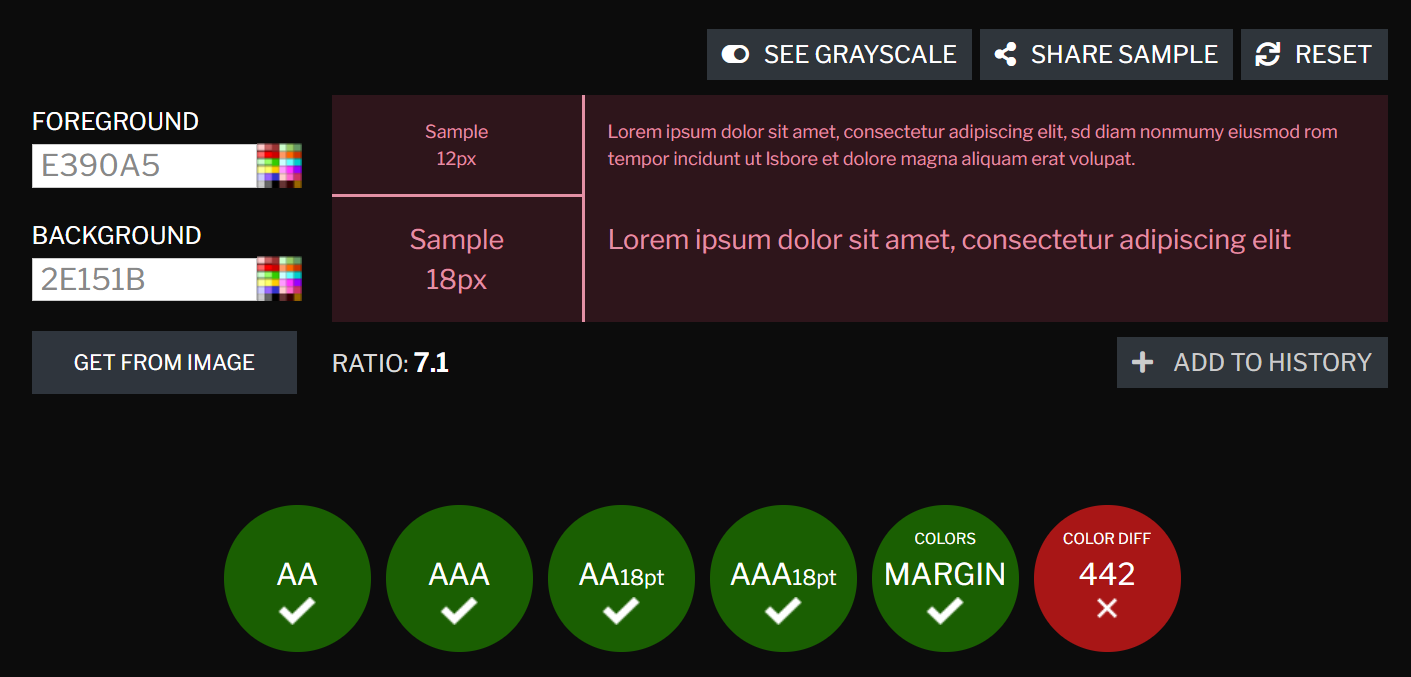 SEE GRAYSCALE
SHARE SAMPLE
RESET
FOREGROUND
E390A5
BACKGROUND
2E151B
GET FROM IMAGE
Sample
12px
Lorem ipsum dolor sit amet, consectetur adipiscing elit, sd diam nonmumy eiusmod rom
tempor incidunt ut lsbore et dolore magna aliquam erat volupat.
Sample
18px
Lorem ipsum dolor sit amet, consectetur adipiscing elit
RATIO: 7.1
ADD TO HISTORY
AA
AAA
AA18pt
AAA18pt
COLORS
MARGIN
COLOR DIFF
442